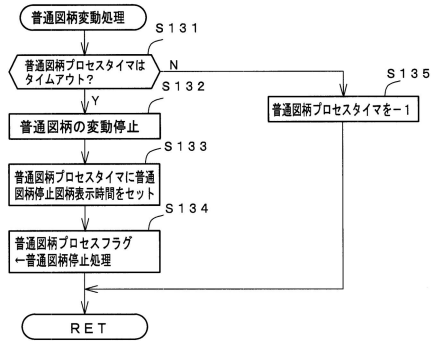 普通図柄変動処理
S131
普通図柄プロセスタイマは
タイムアウト?
N
Y
S132
普通図柄の変動停止
S133
普通図柄プロセスタイマに普通
図柄停止図柄表示時間をセット
S134
普通図柄プロセスフラグ
←普通図柄停止処理
S135
普通図柄プロセスタイマを-1
RET